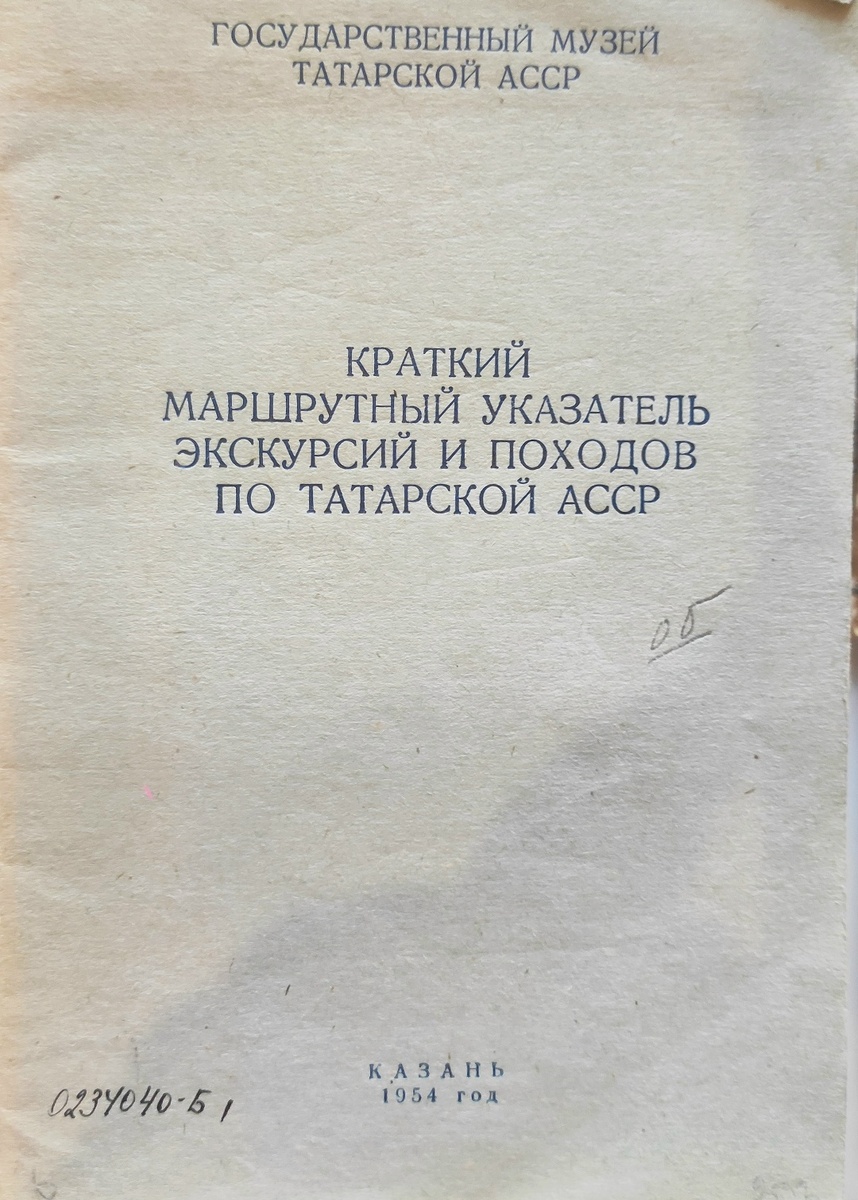 ГОСУДАРСТВЕННЫЙ МУЗЕЙ
ТАТАРСКОЙ АССР
КРАТКИЙ
МАРШРУТНЫЙ УКАЗАТЕЛЬ
ЭКСКУРСИЙ И ПОХОДОВ
ПО ТАТАРСКОЙ АССР
об
КАЗАНЬ
1954 год
0234040-Б